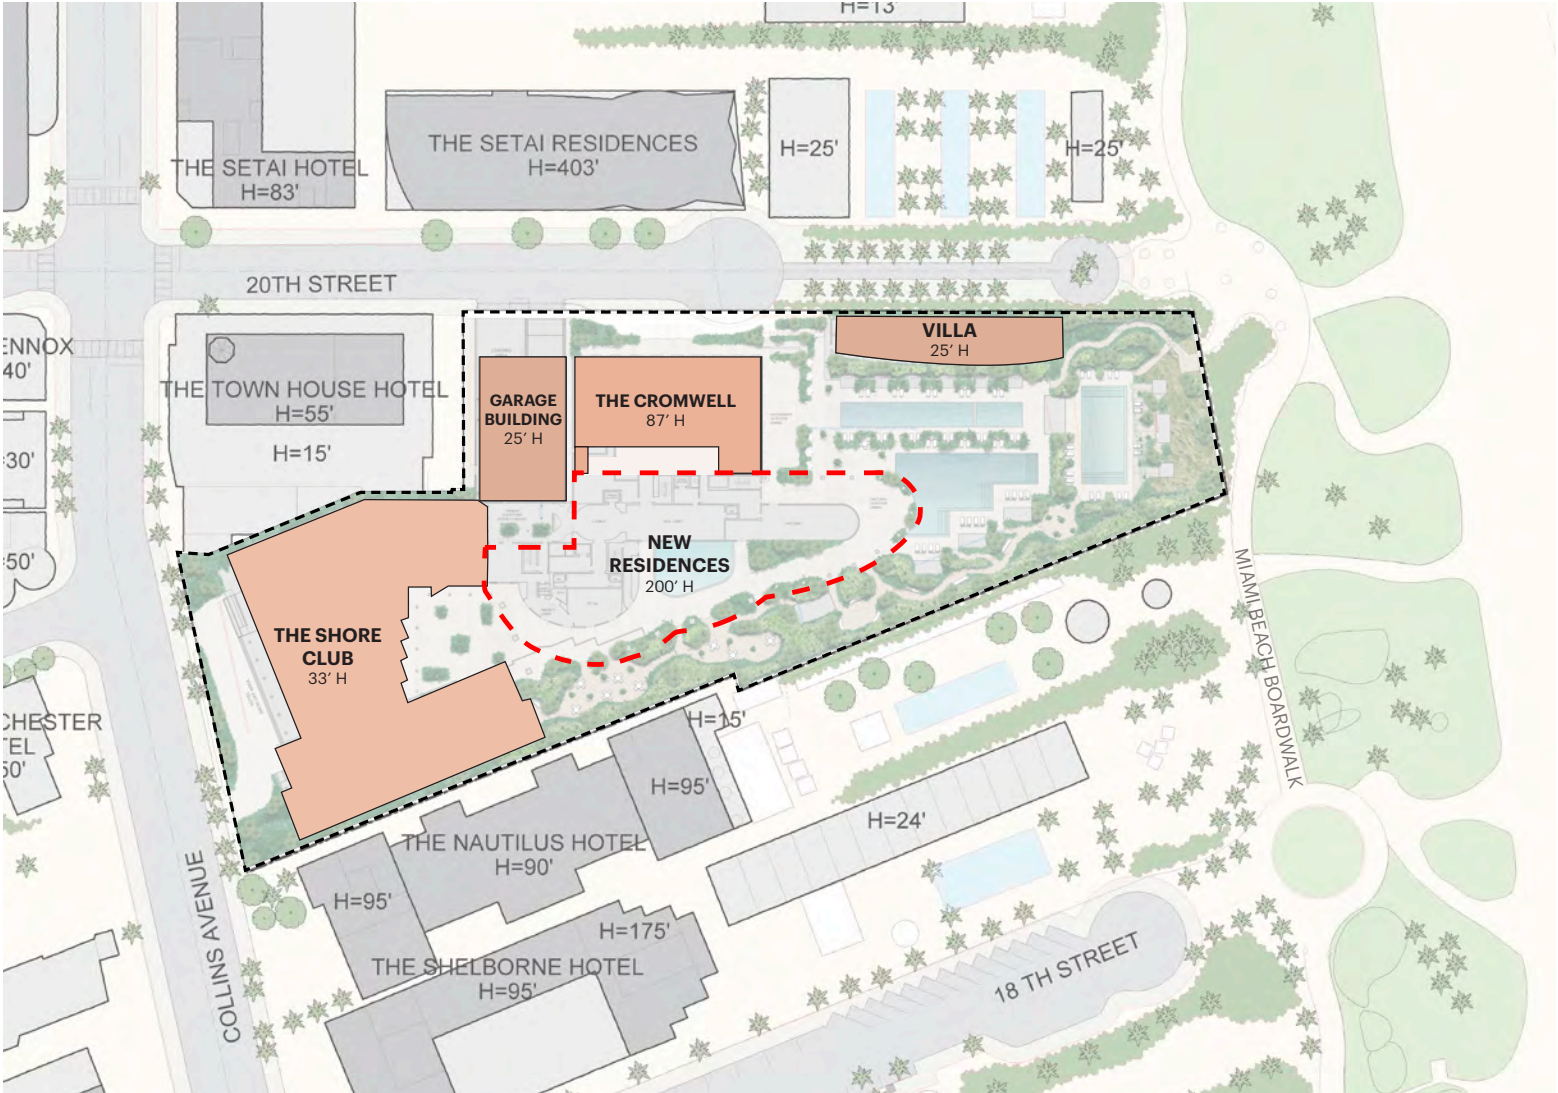 H=13'
THE SETAI RESIDENCES
H=403'
H=25'
H=25'
THE SETAI HOTEL
H=83'
20TH STREET
VILLA
25' H
ENNOX
40'
THE TOWN HOUSE HOTEL
H=55'
H=15'
GARAGE
BUILDING
25' H
THE CROMWELL
87' H
30'
50'
NEW
RESIDENCES
200' H
MIAMI BEACH BOARDWALK
THE SHORE
CLUB
33' H
CHESTER
TEL
50'
H=15'
H=95'
H=24'
THE NAUTILUS HOTEL
H=90'
COLLINS AVENUE
H=95'
H=175'
THE SHELBORNE HOTEL
H=95'
18 TH STREET